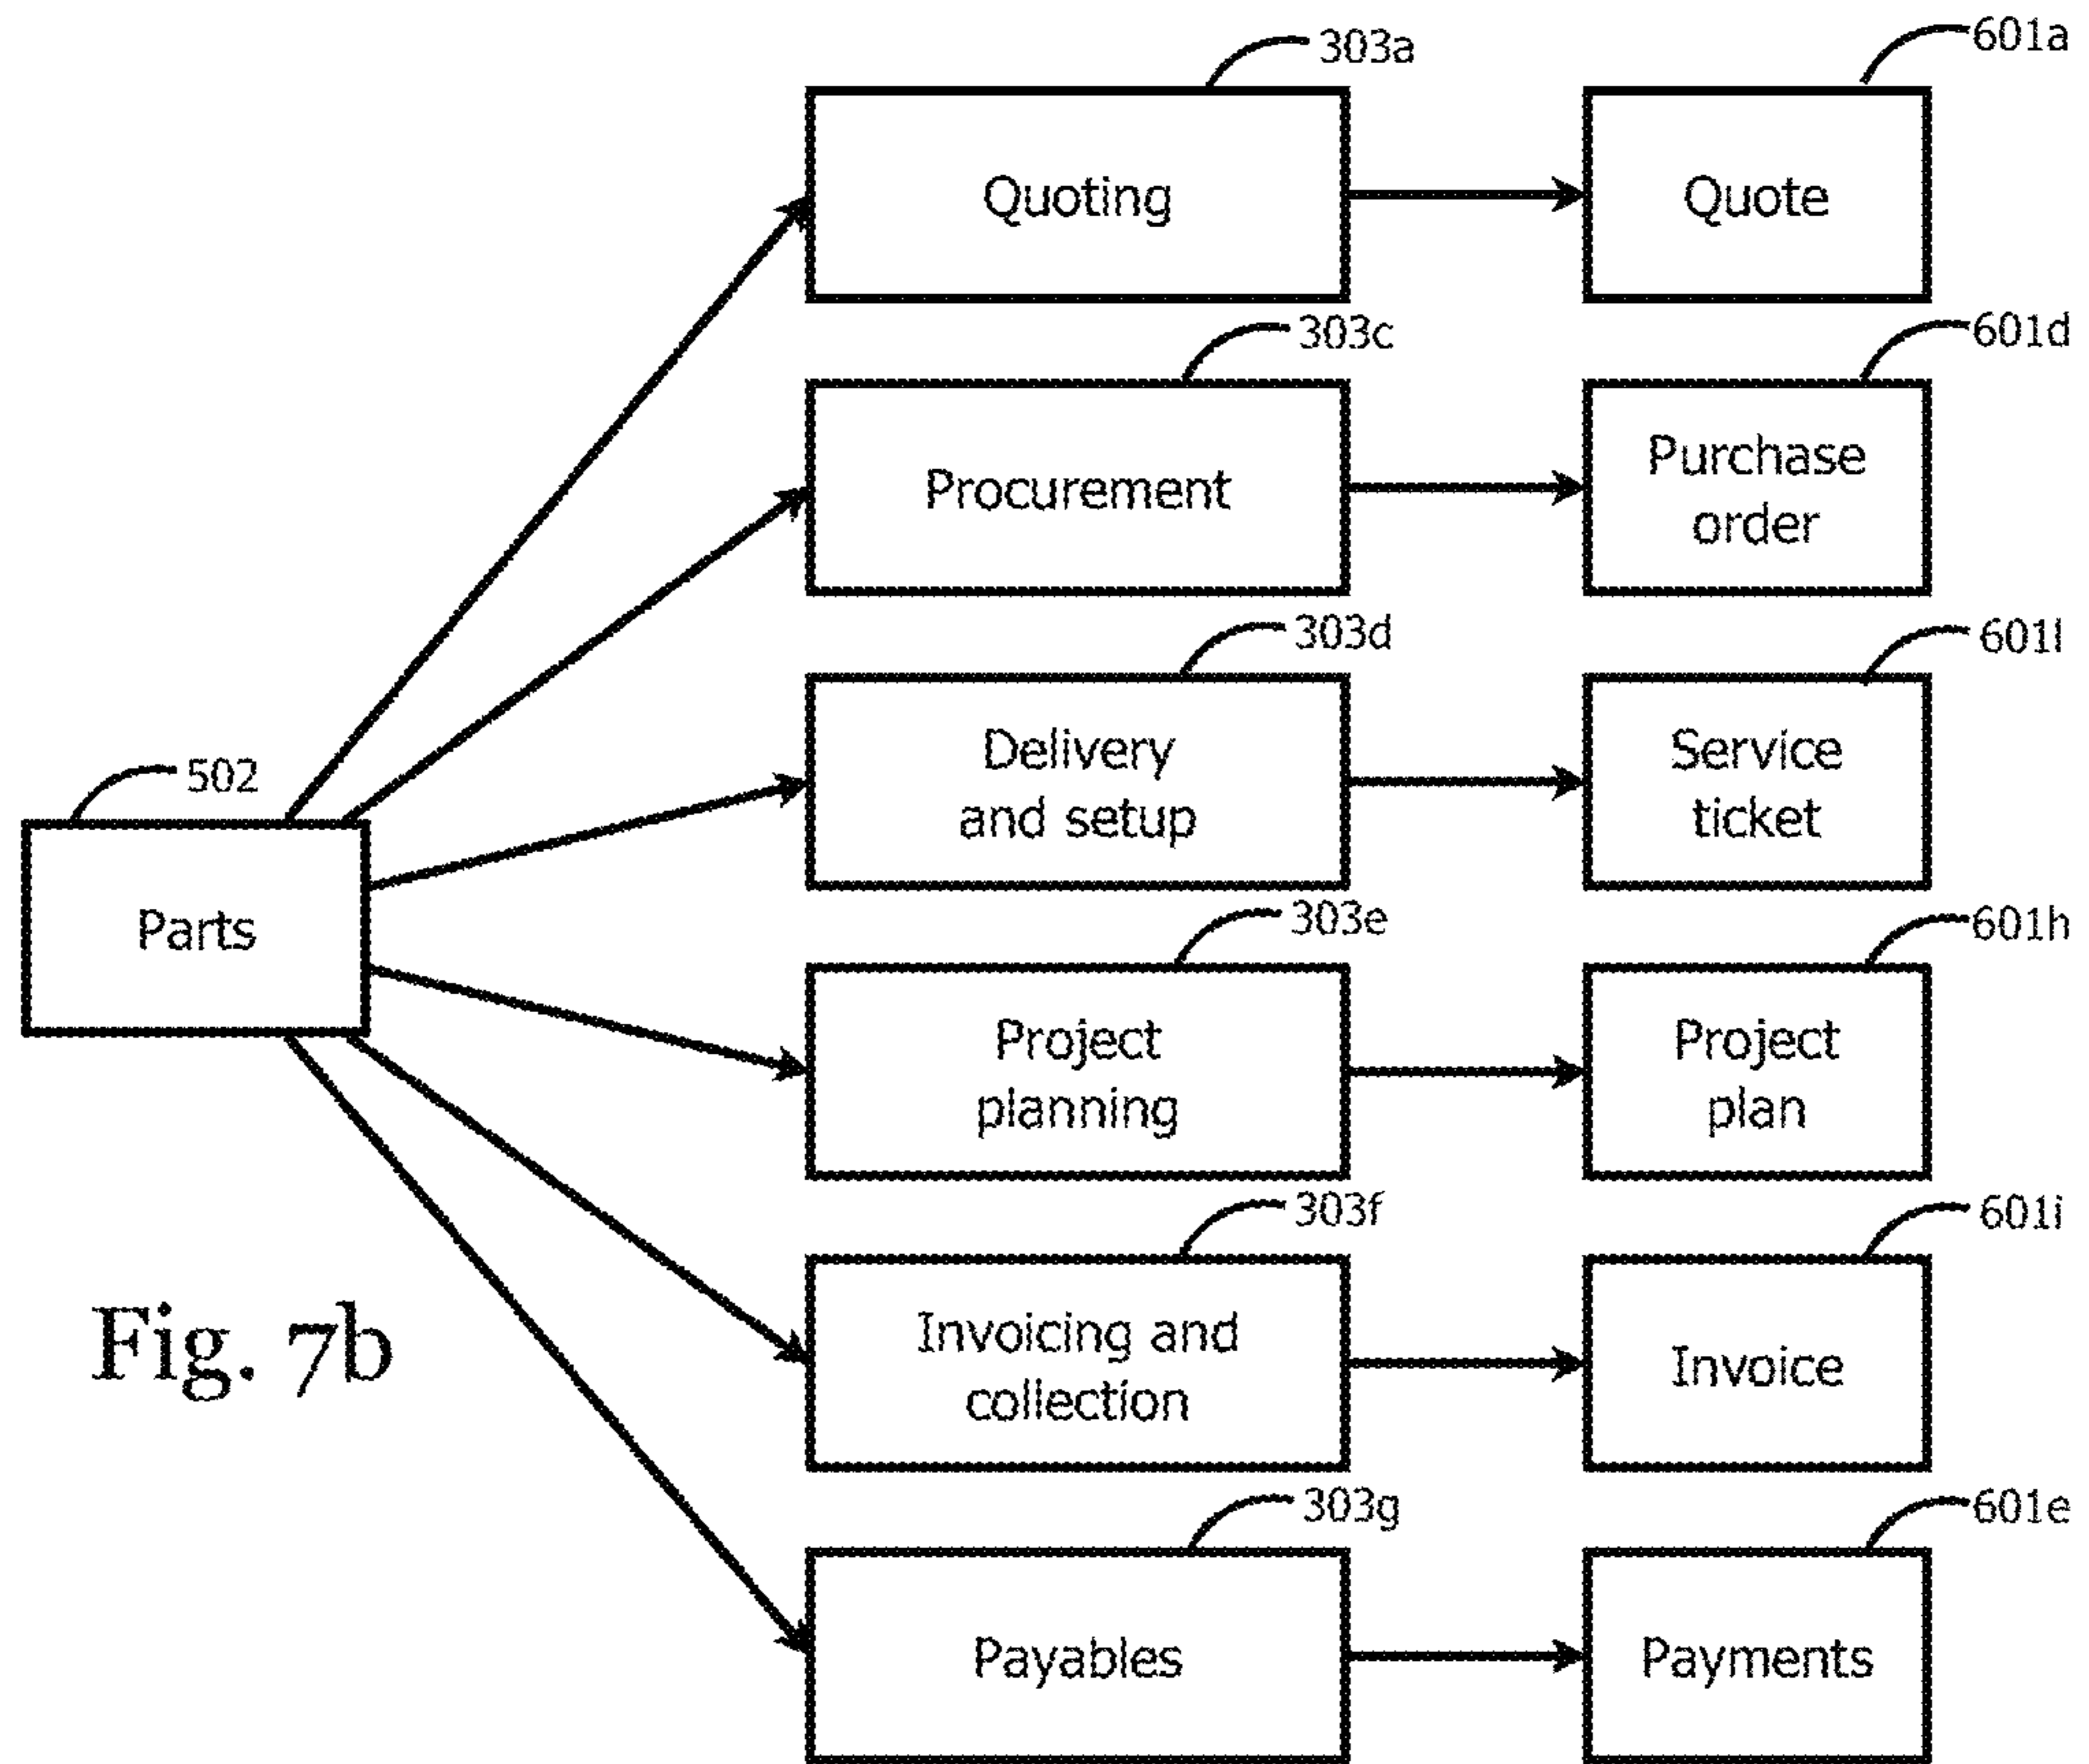 303a
601a
Quoting
Quote
303c
601d
Procurement
Purchase
order
303d
601l
Delivery
and setup
Service
ticket
502
Parts
303e
601h
Project
planning
Project
plan
303f
601i
Invoicing and
collection
Invoice
Fig. 7b
303g
601e
Payables
Payments